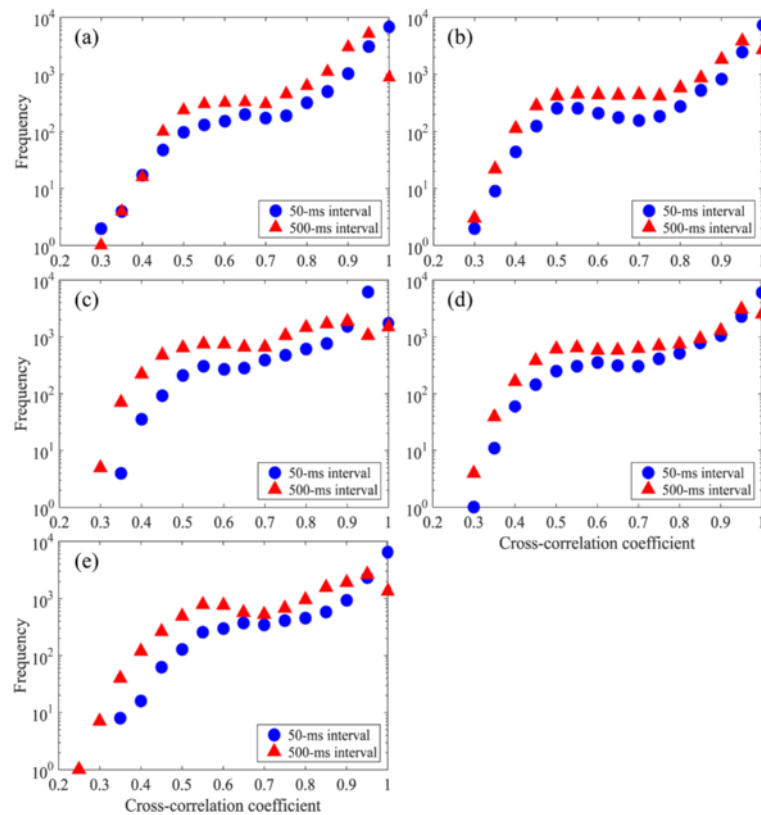 (a)
Frequency
10^4
10^3
10^2
10^1
10^0
0.2 0.3 0.4 0.5 0.6 0.7 0.8 0.9 1
50-ms interval
500-ms interval
(b)
Frequency
10^4
10^3
10^2
10^1
10^0
0.2 0.3 0.4 0.5 0.6 0.7 0.8 0.9 1
50-ms interval
500-ms interval
(c)
Frequency
10^4
10^3
10^2
10^1
10^0
0.2 0.3 0.4 0.5 0.6 0.7 0.8 0.9 1
50-ms interval
500-ms interval
(d)
10^4
10^3
10^2
10^1
10^0
0.2 0.3 0.4 0.5 0.6 0.7 0.8 0.9 1
Cross-correlation coefficient
50-ms interval
500-ms interval
(e)
Frequency
10^4
10^3
10^2
10^1
10^0
0.2 0.3 0.4 0.5 0.6 0.7 0.8 0.9 1
Cross-correlation coefficient
50-ms interval
500-ms interval